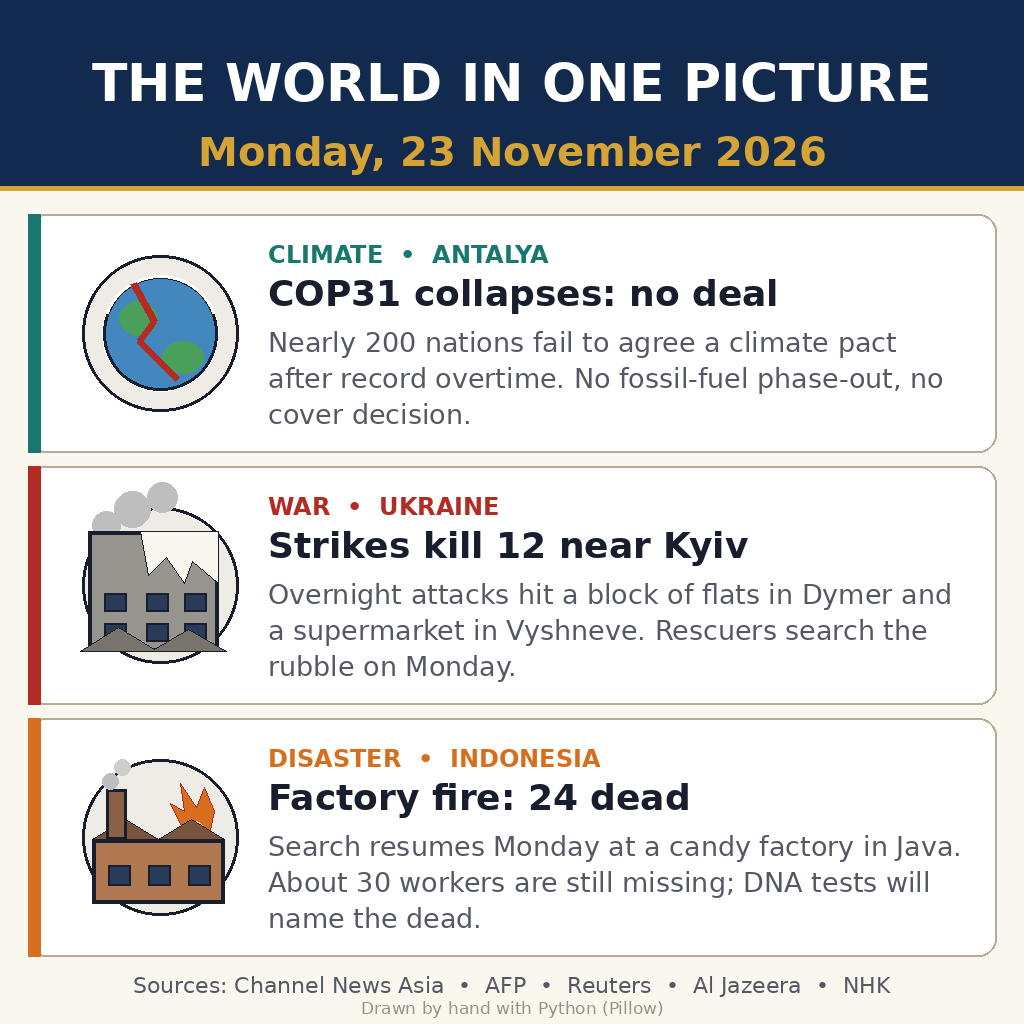 THE WORLD IN ONE PICTURE
Monday, 23 November 2026
CLIMATE • ANTALYA
COP31 collapses: no deal
Nearly 200 nations fail to agree a climate pact
after record overtime. No fossil-fuel phase-out, no
cover decision.
WAR • UKRAINE
Strikes kill 12 near Kyiv
Overnight attacks hit a block of flats in Dymer and
a supermarket in Vyshneve. Rescuers search the
rubble on Monday.
DISASTER • INDONESIA
Factory fire: 24 dead
Search resumes Monday at a candy factory in Java.
About 30 workers are still missing; DNA tests will
name the dead.
Sources: Channel News Asia • AFP • Reuters • Al Jazeera • NHK
Drawn by hand with Python (Pillow)